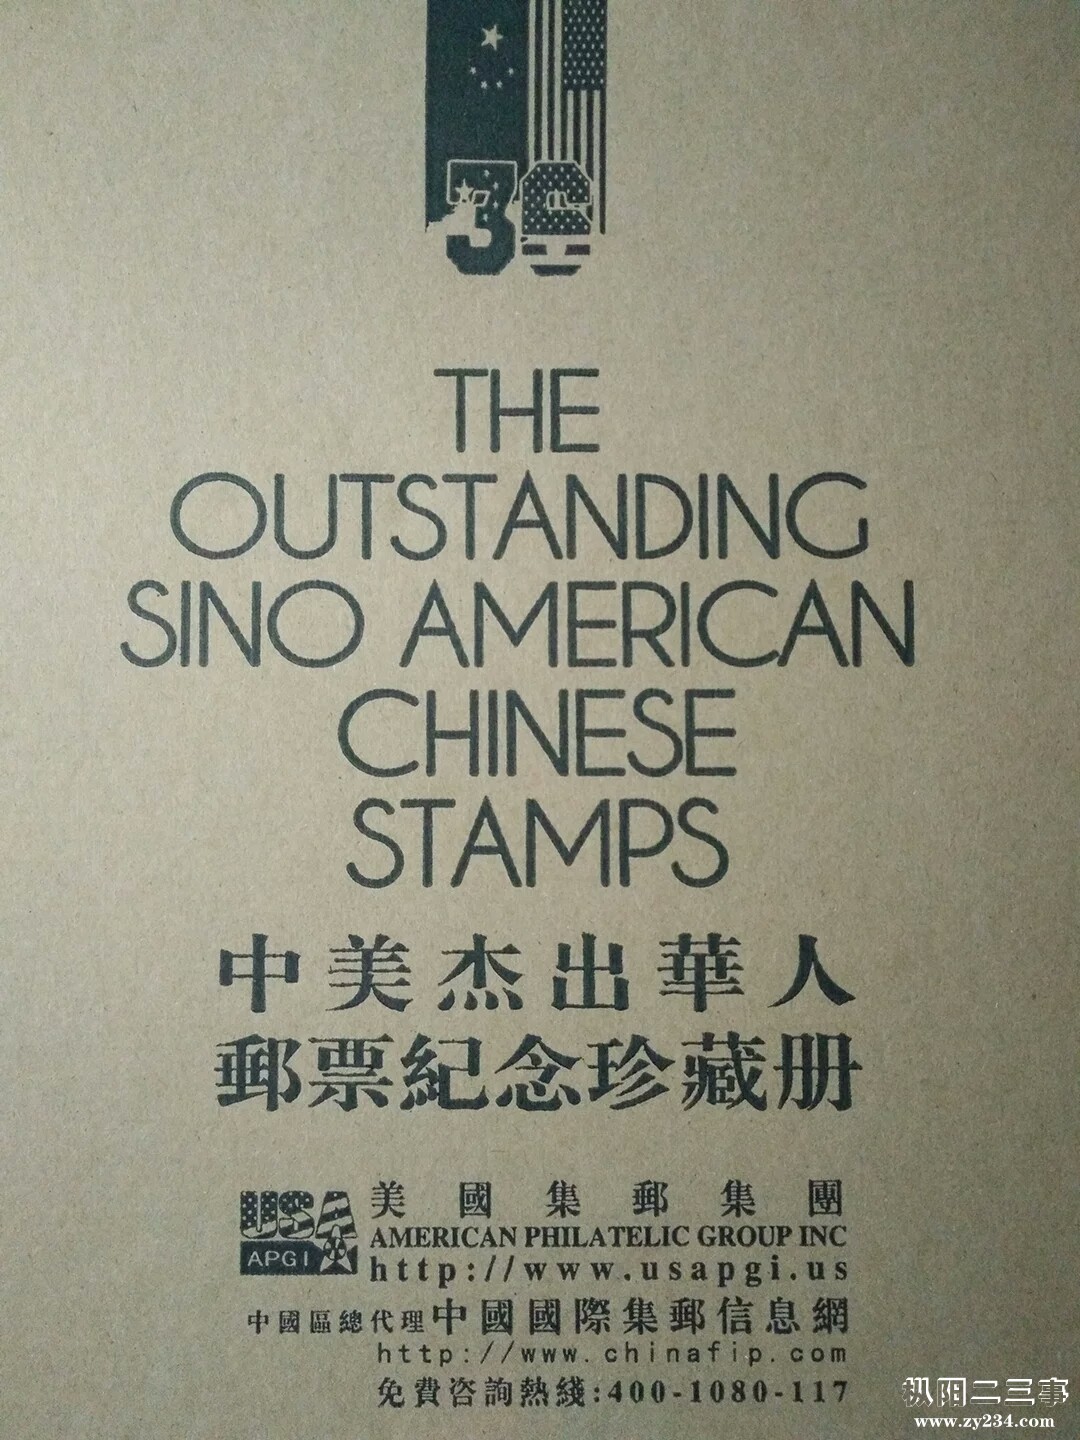 30
THE
OUTSTANDING
SINO AMERICAN
CHINESE
STAMPS
中美杰出華人
郵票紀念珍藏册
USA
APGI
美國集郵集團
AMERICAN PHILATELIC GROUP INC
http://www.usapgi.us
中國區總代理中國國際集郵信息網
http://www.chinafip.com
免費咨詢熱綫:400-1080-117
枞阳二三事
www.zy234.com